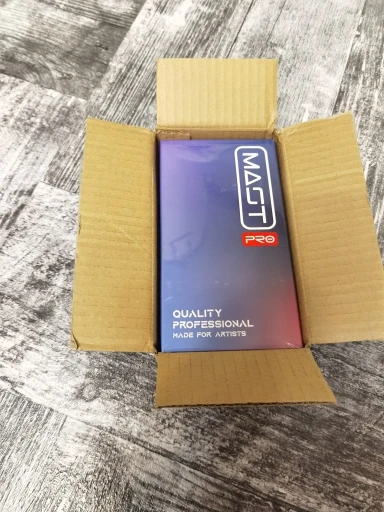 MAST
PRO
QUALITY
PROFESSIONAL
MADE FOR ARTISTS